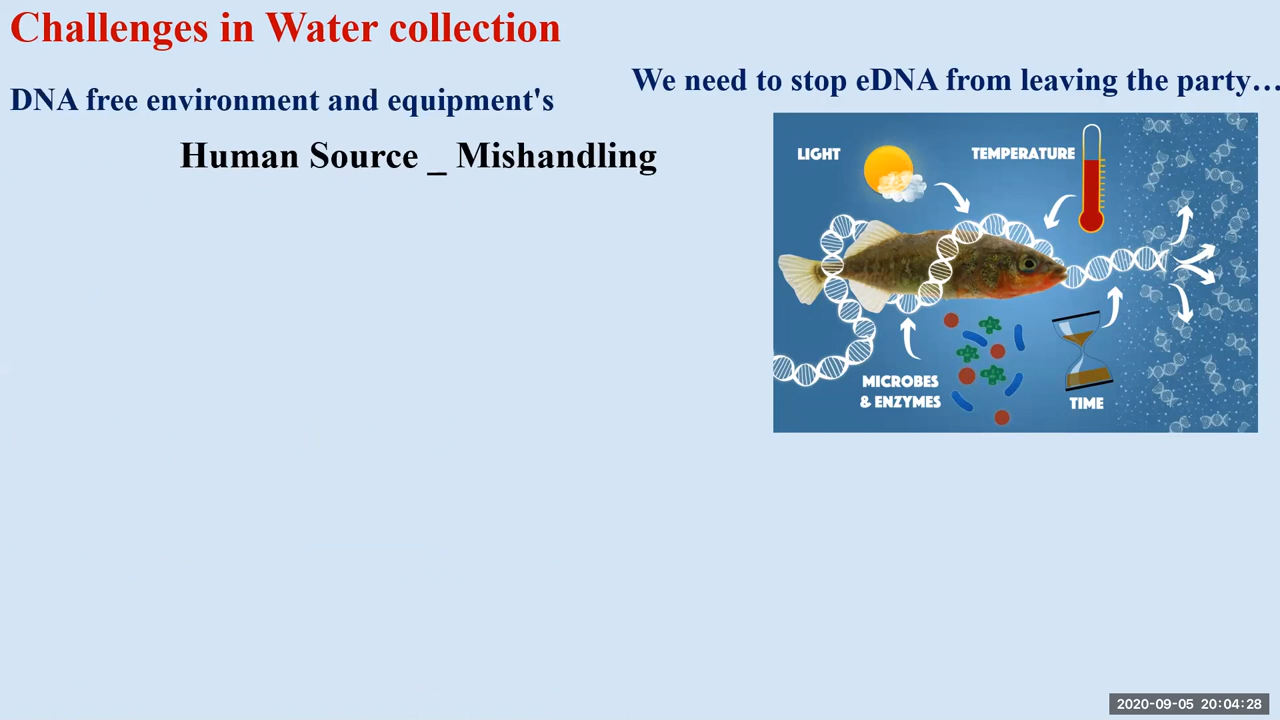 Challenges in Water collection
DNA free environment and equipment's
We need to stop eDNA from leaving the party…
Human Source _ Mishandling
LIGHT
TEMPERATURE
MICROBES
& ENZYMES
TIME
2020-09-05 20:04:28